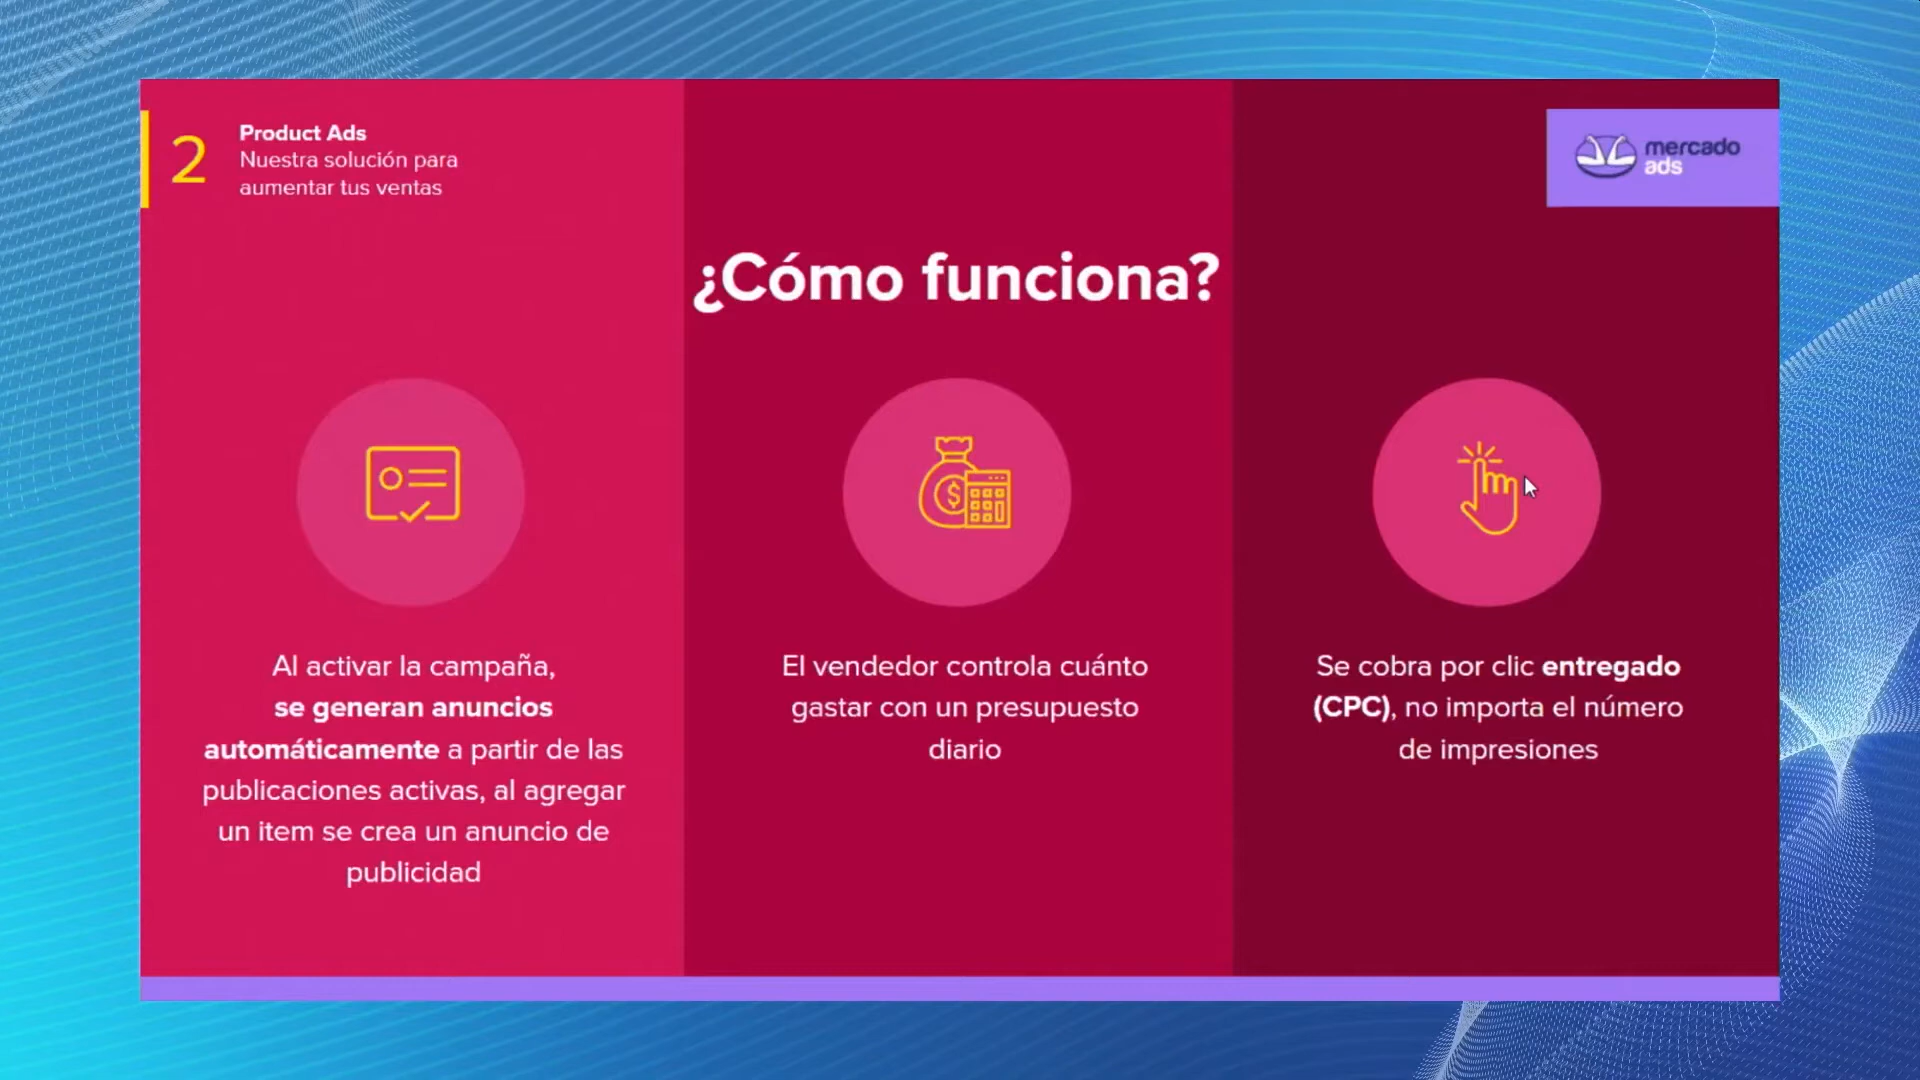 2
Product Ads
Nuestra solución para
aumentar tus ventas
mercado
ads
¿Cómo funciona?
Al activar la campaña,
se generan anuncios
automáticamente a partir de las
publicaciones activas, al agregar
un item se crea un anuncio de
publicidad
El vendedor controla cuánto
gastar con un presupuesto
diario
Se cobra por clic entregado
(CPC), no importa el número
de impresiones